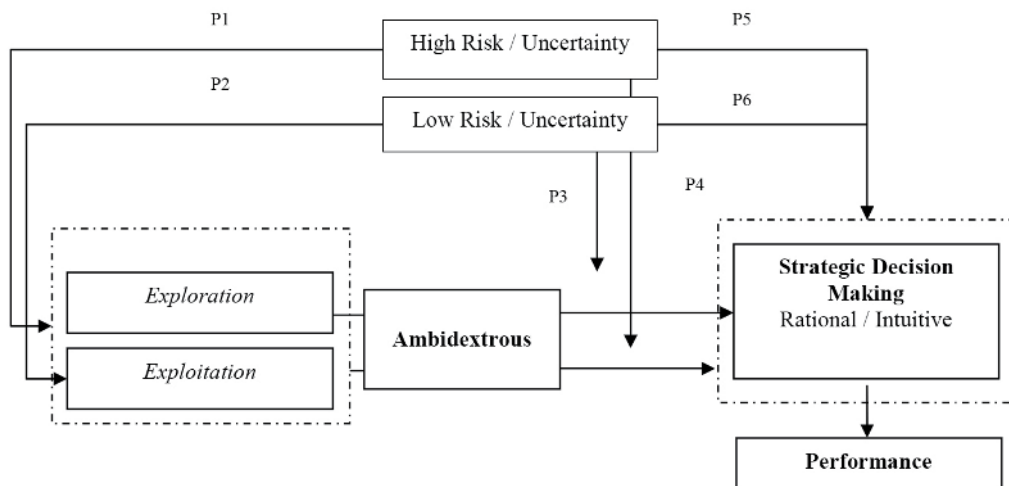 P1
P5
High Risk / Uncertainty
P2
P6
Low Risk / Uncertainty
P3
P4
Exploration
Exploitation
Ambidextrous
Strategic Decision
Making
Rational / Intuitive
Performance